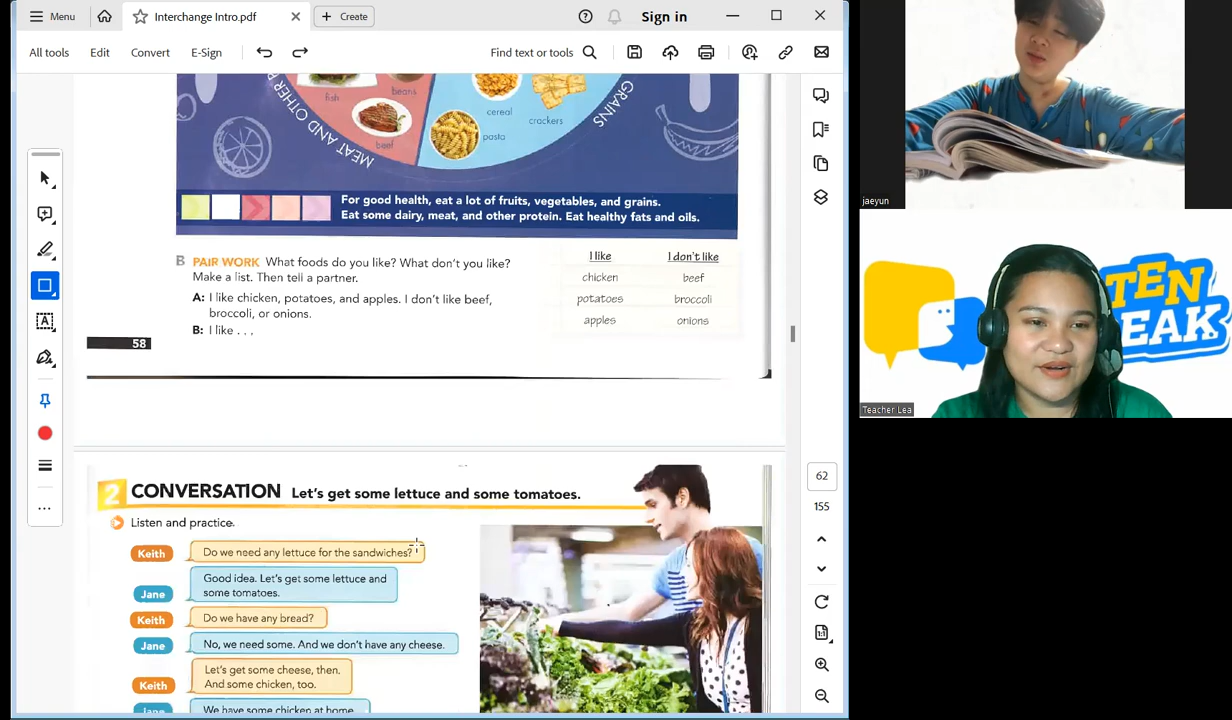 Menu
Interchange Intro.pdf
Create
Sign in
All tools
Edit
Convert
E-Sign
Find text or tools
fish
beans
beef
cereal
crackers
pasta
MEAT AND OTHER
GRAINS
For good health, eat a lot of fruits, vegetables, and grains.
Eat some dairy, meat, and other protein. Eat healthy fats and oils.
B PAIR WORK What foods do you like? What don't you like?
Make a list. Then tell a partner.
A: I like chicken, potatoes, and apples. I don't like beef,
broccoli, or onions.
B: I like . . .
I like I don't like
chicken beef
potatoes broccoli
apples onions
58
2 CONVERSATION Let's get some lettuce and some tomatoes.
Listen and practice.
Keith Do we need any lettuce for the sandwiches?
Jane Good idea. Let's get some lettuce and
some tomatoes.
Keith Do we have any bread?
Jane No, we need some. And we don't have any cheese.
Keith Let's get some cheese, then.
And some chicken, too.
Jane We have some chicken at home.
62
155
1:1
jaeyun
TEN
EAK
Teacher Lea